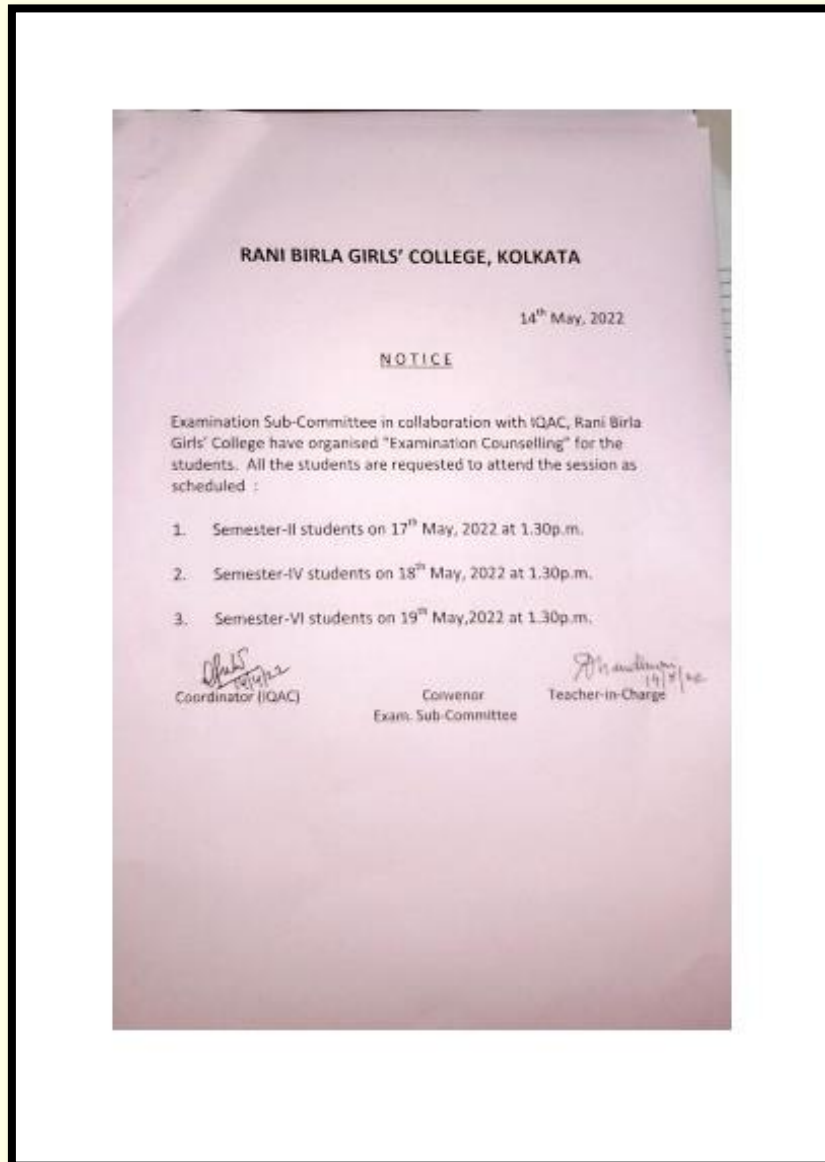 RANI BIRLA GIRLS' COLLEGE, KOLKATA
14th May, 2022
NOTICE
Examination Sub-Committee in collaboration with IQAC, Rani Birla
Girls' College have organised "Examination Counselling" for the
students. All the students are requested to attend the session as
scheduled :
1. Semester-II students on 17th May, 2022 at 1.30p.m.
2. Semester-IV students on 18th May, 2022 at 1.30p.m.
3. Semester-VI students on 19th May,2022 at 1.30p.m.
Coordinator (IQAC) Convenor Teacher-in-Charge
Exam. Sub-Committee